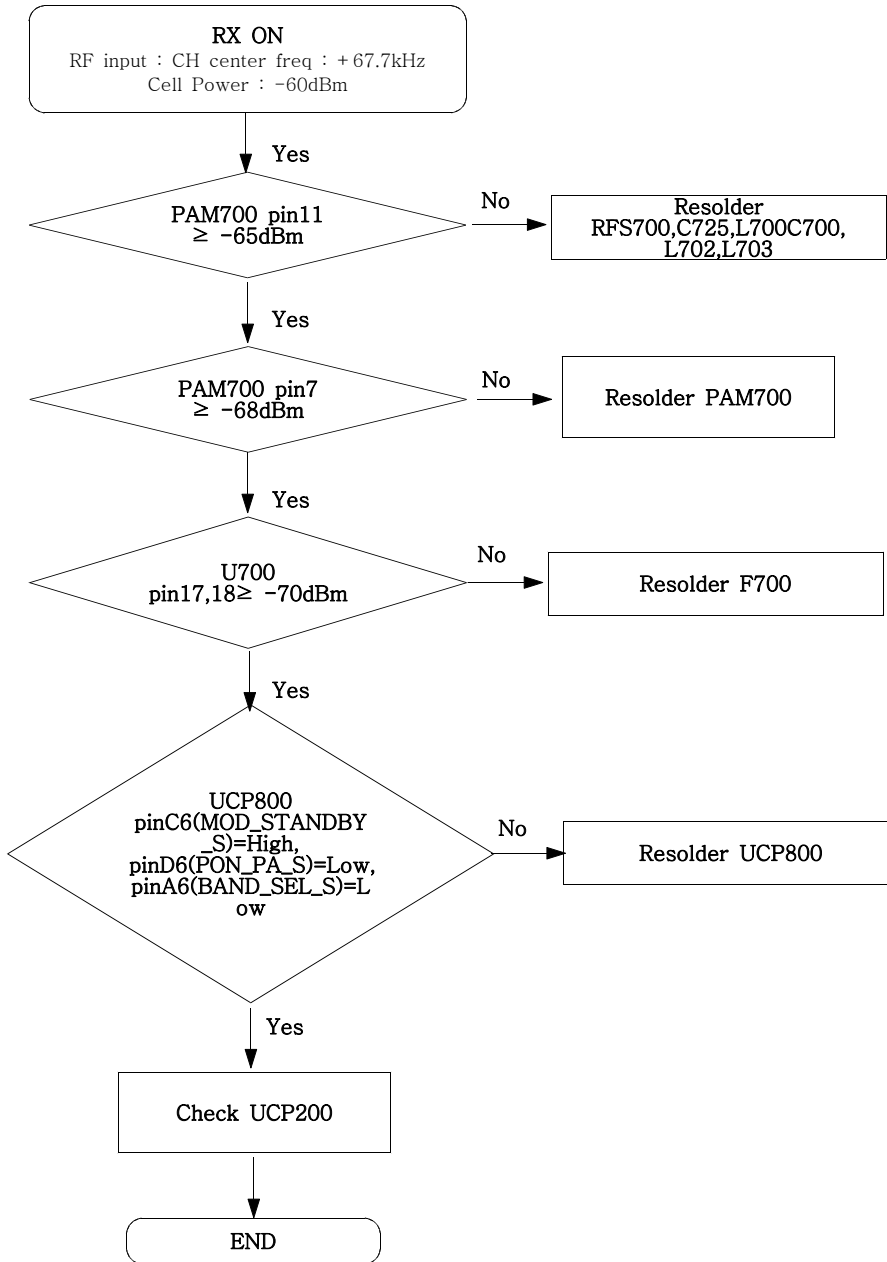 RX ON
RF input : CH center freq : +67.7kHz
Cell Power : -60dBm
Yes
PAM700 pin11
≥ -65dBm
No
Resolder
RFS700,C725,L700C700,
L702,L703
Yes
PAM700 pin7
≥ -68dBm
No
Resolder PAM700
Yes
U700
pin17,18≥ -70dBm
No
Resolder F700
Yes
UCP800
pinC6(MOD_STANDBY
_S)=High,
pinD6(PON_PA_S)=Low,
pinA6(BAND_SEL_S)=L
ow
No
Resolder UCP800
Yes
Check UCP200
END